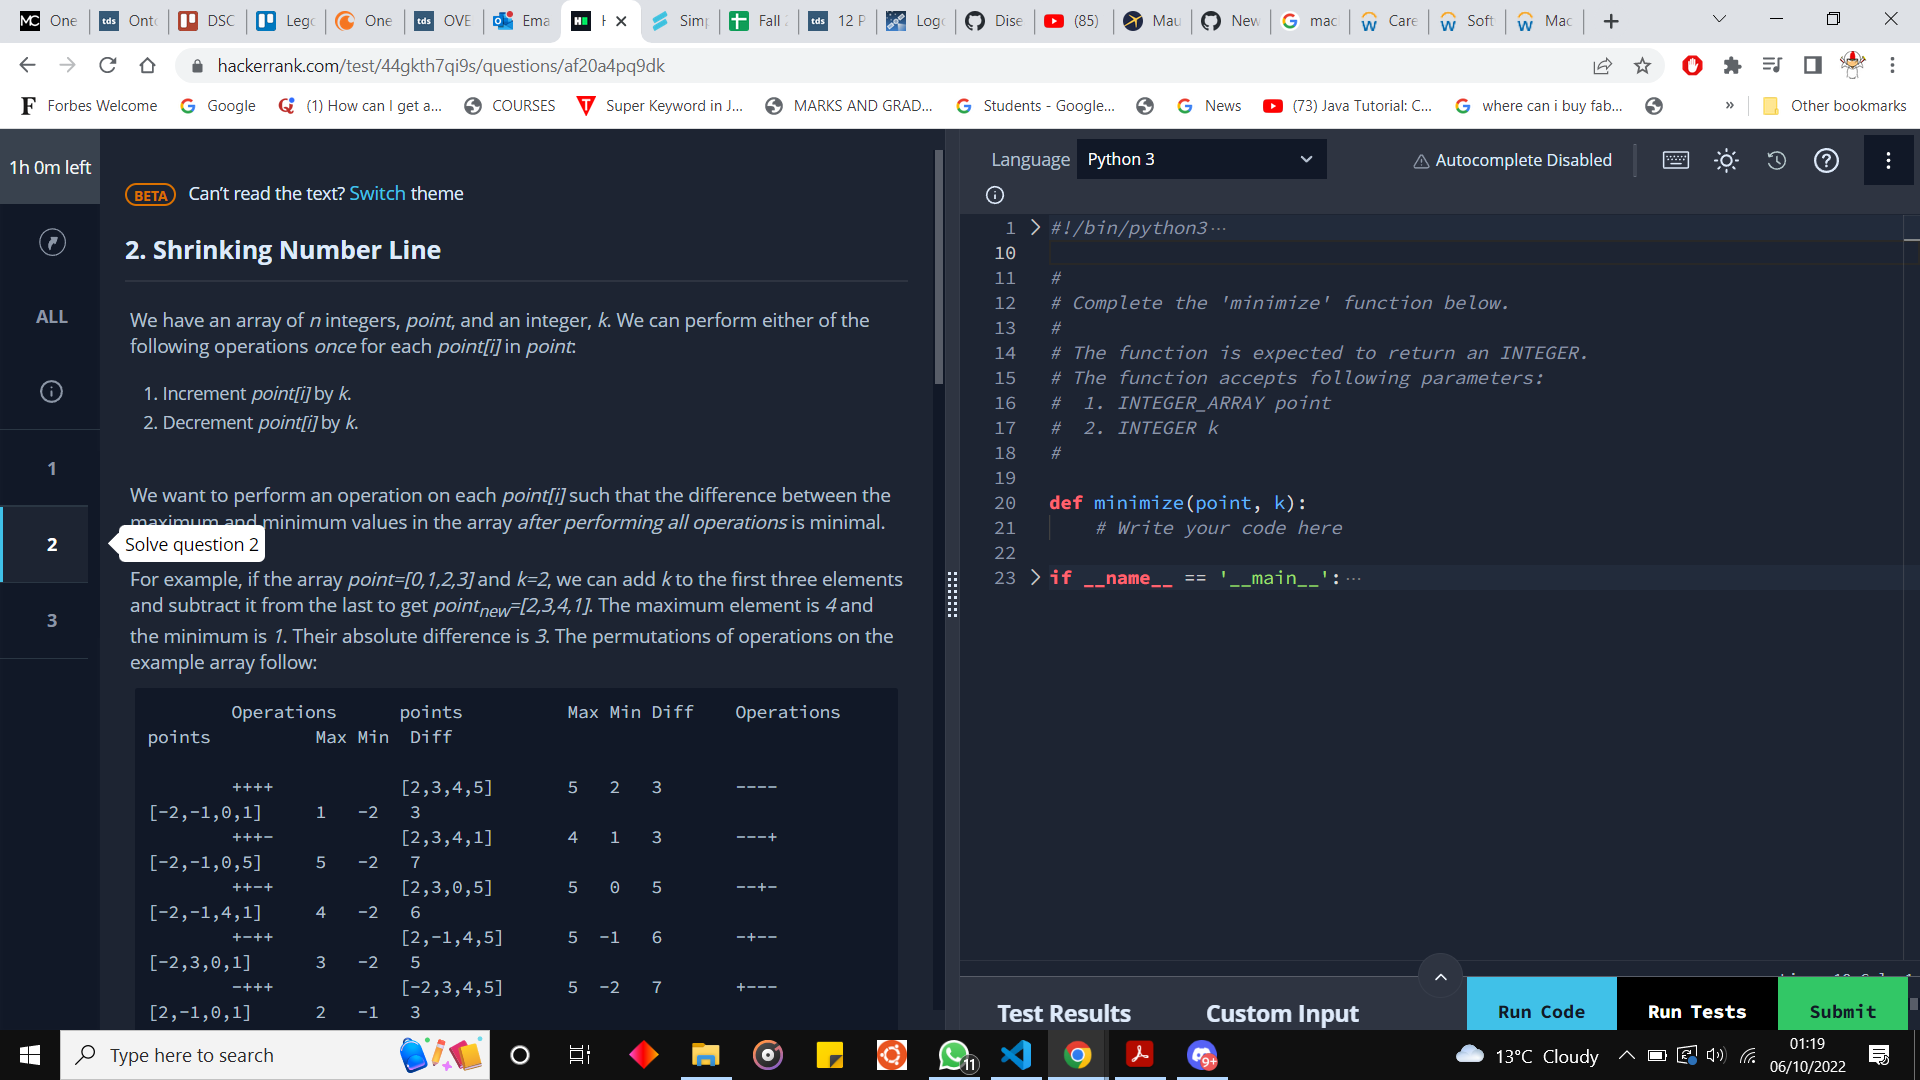 One
Onto
DSC
Lego
One
OVE
Ema
H
Simp
Fall 2
12 P
Logo
Dise
(85)
Mau
New
mac
Care
Soft
Mac
hackerrank.com/test/44gkth7qi9s/questions/af20a4pq9dk
Forbes Welcome
Google
(1) How can I get a...
COURSES
Super Keyword in J...
MARKS AND GRAD...
Students - Google...
News
(73) Java Tutorial: C...
where can i buy fab...
»
Other bookmarks
1h 0m left
ALL
1
2
3
Solve question 2
BETA Can't read the text? Switch theme
2. Shrinking Number Line
We have an array of n integers, point, and an integer, k. We can perform either of the
following operations once for each point[i] in point:
1. Increment point[i] by k.
2. Decrement point[i] by k.
We want to perform an operation on each point[i] such that the difference between the
maximum and minimum values in the array after performing all operations is minimal.
For example, if the array point=[0,1,2,3] and k=2, we can add k to the first three elements
and subtract it from the last to get pointnew=[2,3,4,1]. The maximum element is 4 and
the minimum is 1. Their absolute difference is 3. The permutations of operations on the
example array follow:
Operations points Max Min Diff Operations
points Max Min Diff
++++ [2,3,4,5] 5 2 3 ----
[-2,-1,0,1] 1 -2 3
+++- [2,3,4,1] 4 1 3 ---+
[-2,-1,0,5] 5 -2 7
++-+ [2,3,0,5] 5 0 5 --+-
[-2,-1,4,1] 4 -2 6
+-++ [2,-1,4,5] 5 -1 6 -+--
[-2,3,0,1] 3 -2 5
-+++ [-2,3,4,5] 5 -2 7 +---
[2,-1,0,1] 2 -1 3
Language Python 3 Autocomplete Disabled
1 #!/bin/python3...
10
11 #
12 # Complete the 'minimize' function below.
13 #
14 # The function is expected to return an INTEGER.
15 # The function accepts following parameters:
16 #  1. INTEGER_ARRAY point
17 #  2. INTEGER k
18 #
19
20 def minimize(point, k):
21     # Write your code here
22
23 if __name__ == '__main__':...
Test Results
Custom Input
Run Code
Run Tests
Submit
Type here to search
11
9+
13°C Cloudy
01:19
06/10/2022